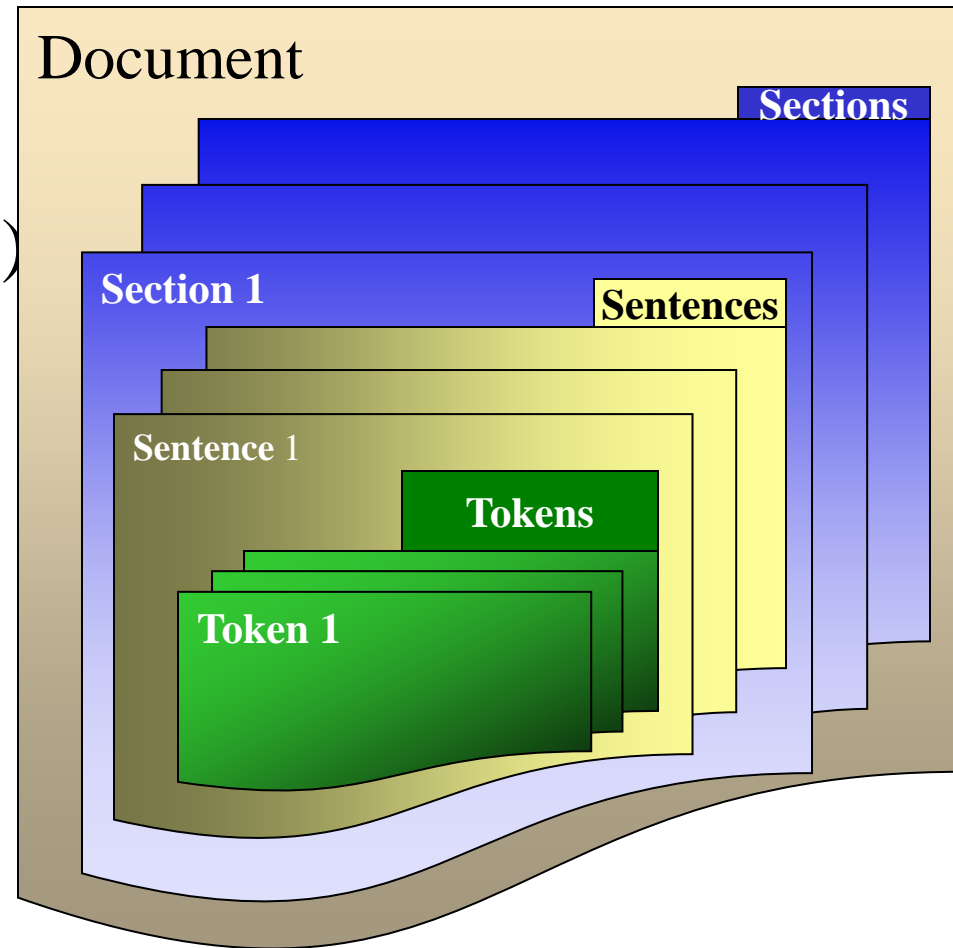 Document
Sections
)
Section 1
Sentences
Sentence 1
Tokens
Token 1